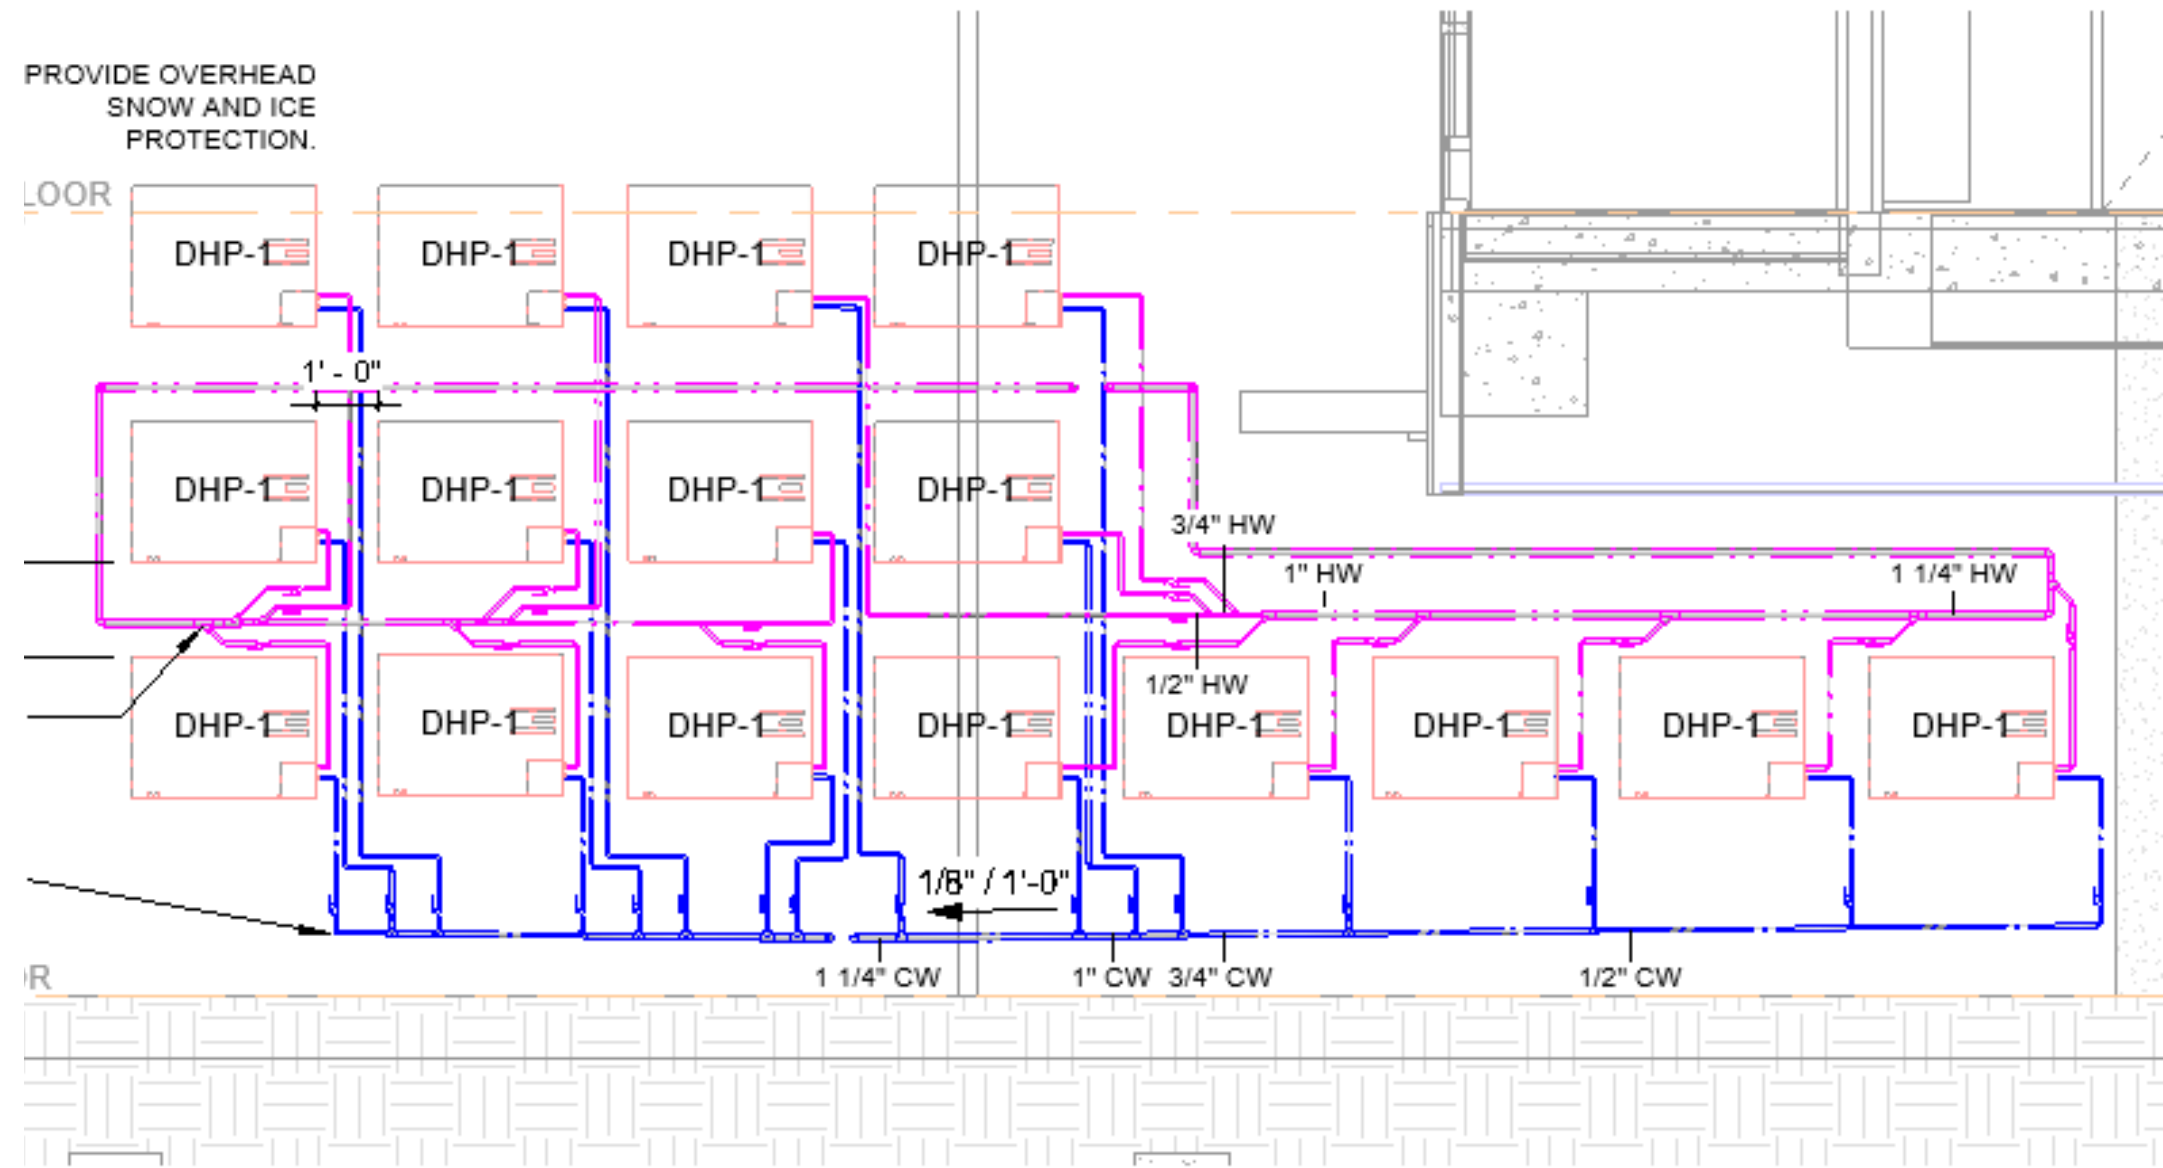 PROVIDE OVERHEAD
SNOW AND ICE
PROTECTION.
LOOR
DHP-1 DHP-1 DHP-1 DHP-1
1' - 0"
DHP-1 DHP-1 DHP-1 DHP-1
3/4" HW
1" HW
1 1/4" HW
1/2" HW
DHP-1 DHP-1 DHP-1 DHP-1 DHP-1 DHP-1 DHP-1 DHP-1
1/8" / 1'-0"
OR
1 1/4" CW 1" CW 3/4" CW 1/2" CW